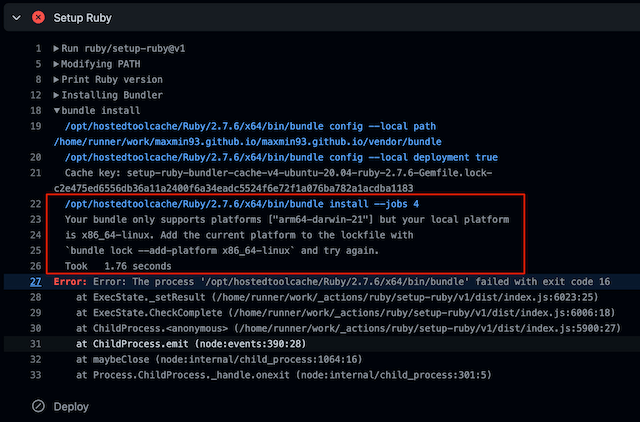 Setup Ruby
1 ▶Run ruby/setup-ruby@v1
5 ▶Modifying PATH
8 ▶Print Ruby version
12 ▶Installing Bundler
18 ▼bundle install
19 /opt/hostedtoolcache/Ruby/2.7.6/x64/bin/bundle config --local path
/home/runner/work/maxmin93.github.io/maxmin93.github.io/vendor/bundle
20 /opt/hostedtoolcache/Ruby/2.7.6/x64/bin/bundle config --local deployment true
21 Cache key: setup-ruby-bundler-cache-v4-ubuntu-20.04-ruby-2.7.6-Gemfile.lock-
c2e475ed6556db36a11a2400f6a34eadc5524f6e72f1a076ba782a1acdba1183
22 /opt/hostedtoolcache/Ruby/2.7.6/x64/bin/bundle install --jobs 4
23 Your bundle only supports platforms ["arm64-darwin-21"] but your local platform
24 is x86_64-linux. Add the current platform to the lockfile with
25 `bundle lock --add-platform x86_64-linux` and try again.
26 Took 1.76 seconds
27 Error: Error: The process '/opt/hostedtoolcache/Ruby/2.7.6/x64/bin/bundle' failed with exit code 16
28 at ExecState._setResult (/home/runner/work/_actions/ruby/setup-ruby/v1/dist/index.js:6023:25)
29 at ExecState.CheckComplete (/home/runner/work/_actions/ruby/setup-ruby/v1/dist/index.js:6006:18)
30 at ChildProcess.<anonymous> (/home/runner/work/_actions/ruby/setup-ruby/v1/dist/index.js:5900:27)
31 at ChildProcess.emit (node:events:390:28)
32 at maybeClose (node:internal/child_process:1064:16)
33 at Process.ChildProcess._handle.onexit (node:internal/child_process:301:5)
Deploy